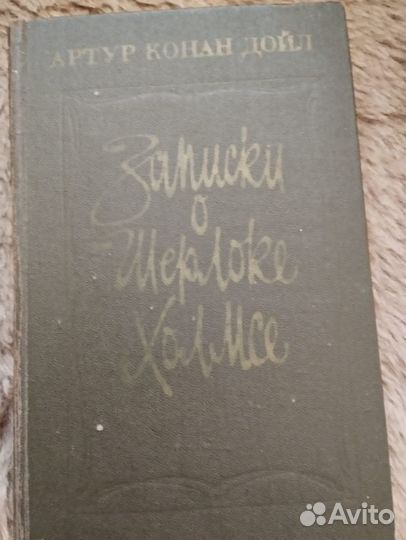 АРТУР КОНАН ДОЙЛ
Записки
о
Шерлоке
Холмсе
Avito